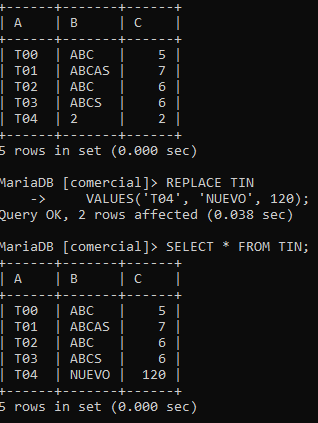 +------+-------+------+
| A    | B     | C    |
+------+-------+------+
| T00  | ABC   |    5 |
| T01  | ABCAS |    7 |
| T02  | ABC   |    6 |
| T03  | ABCS  |    6 |
| T04  | 2     |    2 |
+------+-------+------+
5 rows in set (0.000 sec)

MariaDB [comercial]> REPLACE TIN
    ->     VALUES('T04', 'NUEVO', 120);
Query OK, 2 rows affected (0.038 sec)

MariaDB [comercial]> SELECT * FROM TIN;
+------+-------+------+
| A    | B     | C    |
+------+-------+------+
| T00  | ABC   |    5 |
| T01  | ABCAS |    7 |
| T02  | ABC   |    6 |
| T03  | ABCS  |    6 |
| T04  | NUEVO |  120 |
+------+-------+------+
5 rows in set (0.000 sec)